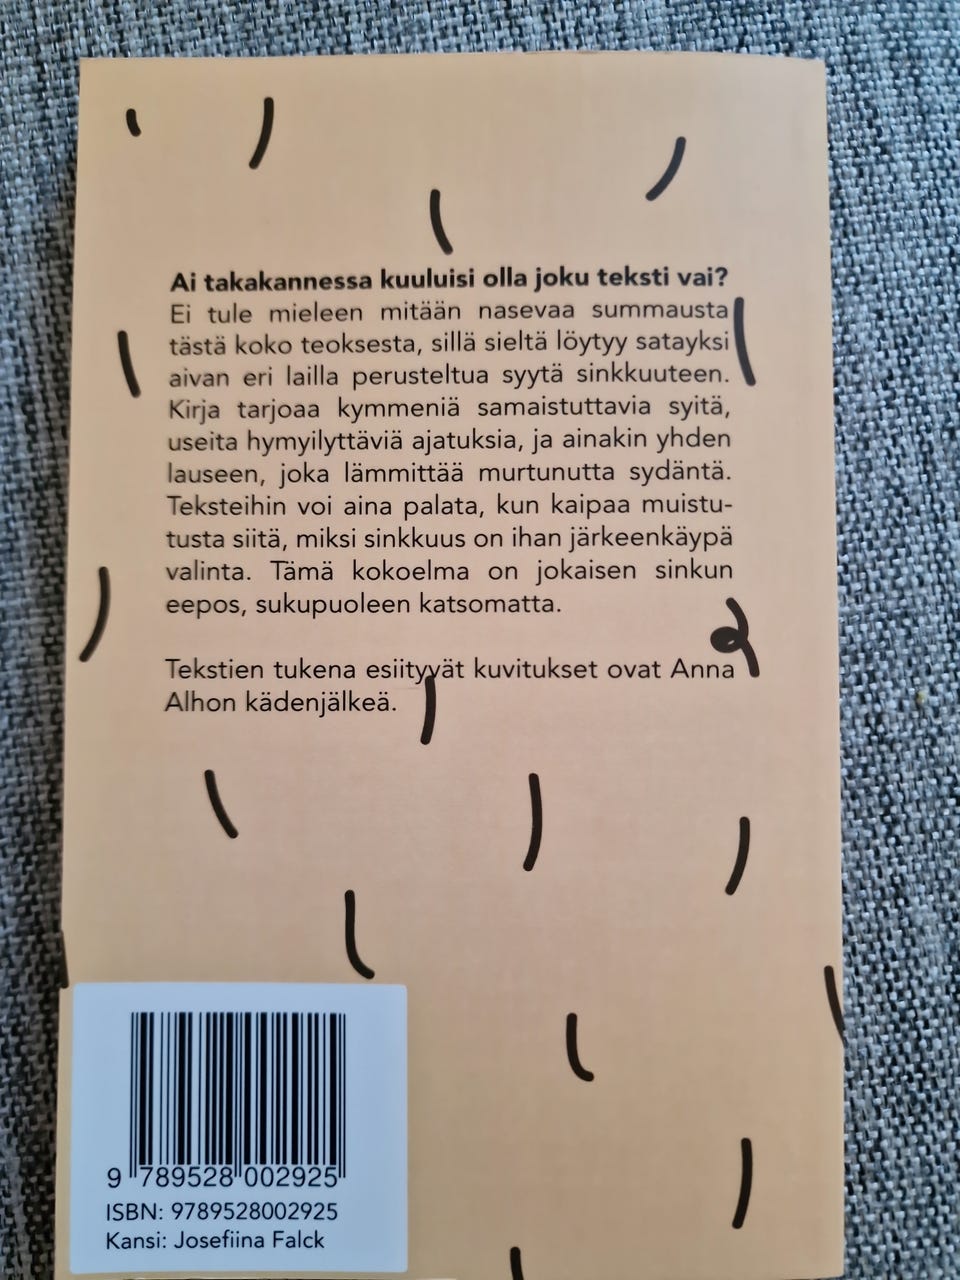 Ai takakannessa kuuluisi olla joku teksti vai?
Ei tule mieleen mitään nasevaa summausta
tästä koko teoksesta, sillä sieltä löytyy satayksi
aivan eri lailla perusteltua syytä sinkkuuteen.
Kirja tarjoaa kymmeniä samaistuttavia syitä,
useita hymyilyttäviä ajatuksia, ja ainakin yhden
lauseen, joka lämmittää murtunutta sydäntä.
Teksteihin voi aina palata, kun kaipaa muistu-
tusta siitä, miksi sinkkuus on ihan järkeenkäypä
valinta. Tämä kokoelma on jokaisen sinkun
eepos, sukupuoleen katsomatta.
Tekstien tukena esiityvät kuvitukset ovat Anna
Alhon kädenjälkeä.
9 789528 002925
ISBN: 9789528002925
Kansi: Josefiina Falck